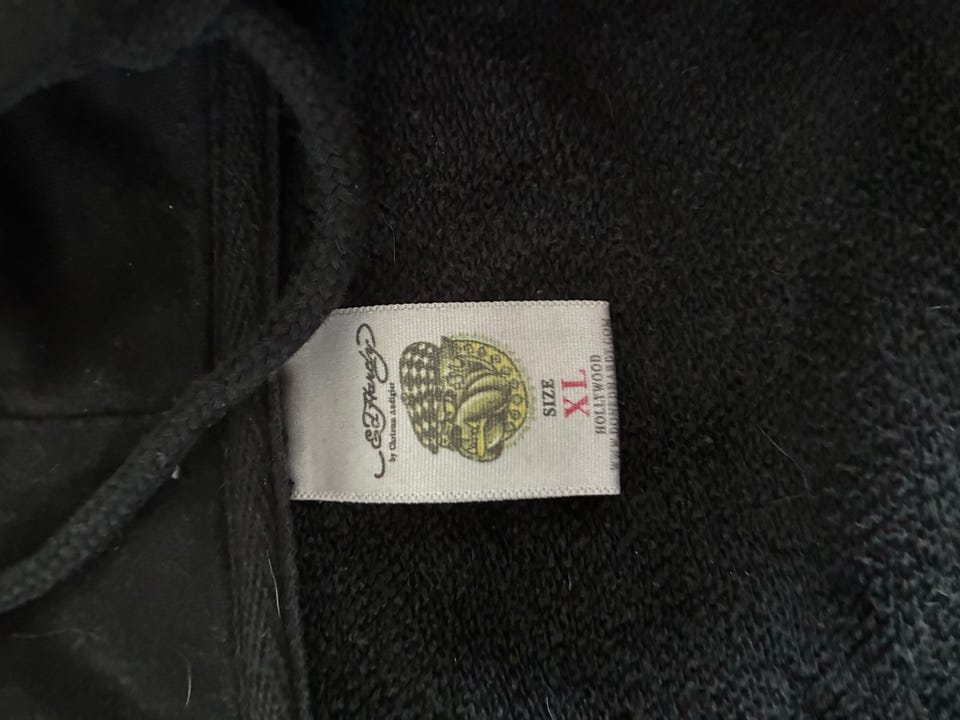 Ed Hardy
by Christian Audigier
SIZE
XL
HOLLYWOOD